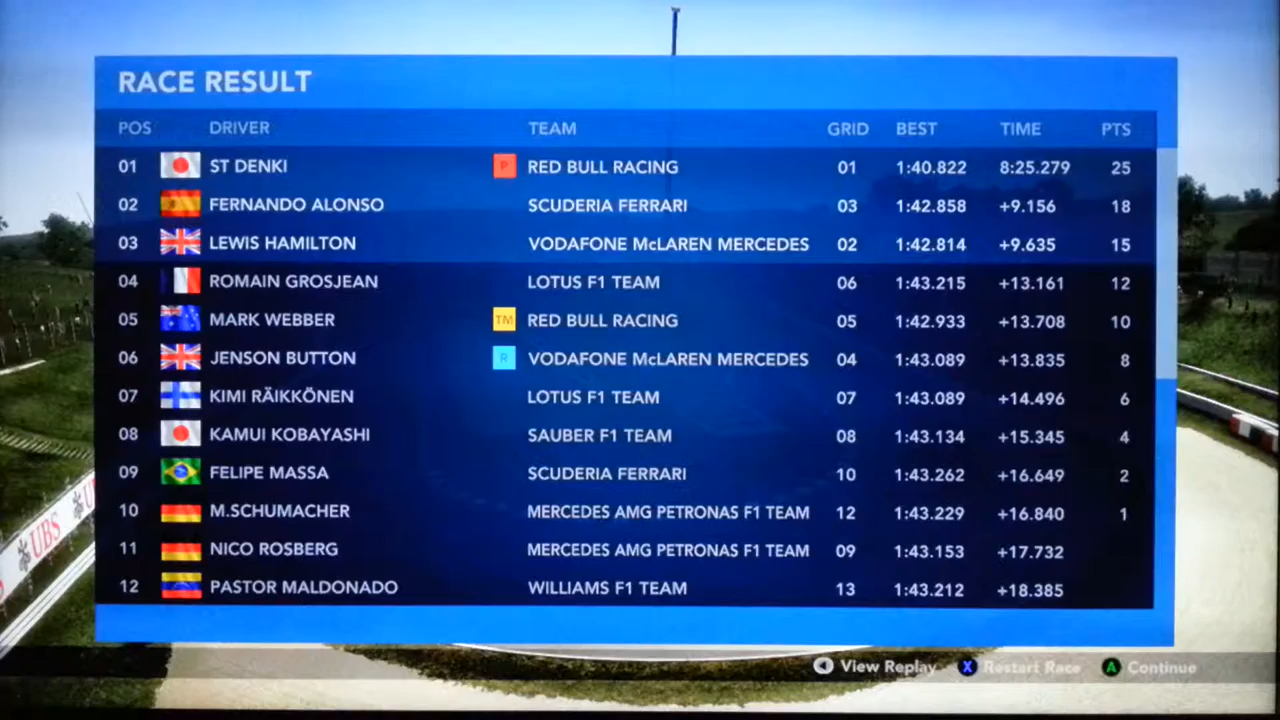 RACE RESULT
POS DRIVER TEAM GRID BEST TIME PTS
01 ST DENKI P RED BULL RACING 01 1:40.822 8:25.279 25
02 FERNANDO ALONSO SCUDERIA FERRARI 03 1:42.858 +9.156 18
03 LEWIS HAMILTON VODAFONE McLAREN MERCEDES 02 1:42.814 +9.635 15
04 ROMAIN GROSJEAN LOTUS F1 TEAM 06 1:43.215 +13.161 12
05 MARK WEBBER TM RED BULL RACING 05 1:42.933 +13.708 10
06 JENSON BUTTON R VODAFONE McLAREN MERCEDES 04 1:43.089 +13.835 8
07 KIMI RÄIKKÖNEN LOTUS F1 TEAM 07 1:43.089 +14.496 6
08 KAMUI KOBAYASHI SAUBER F1 TEAM 08 1:43.134 +15.345 4
09 FELIPE MASSA SCUDERIA FERRARI 10 1:43.262 +16.649 2
10 M.SCHUMACHER MERCEDES AMG PETRONAS F1 TEAM 12 1:43.229 +16.840 1
11 NICO ROSBERG MERCEDES AMG PETRONAS F1 TEAM 09 1:43.153 +17.732
12 PASTOR MALDONADO WILLIAMS F1 TEAM 13 1:43.212 +18.385
UBS
View Replay X Restart Race A Continue